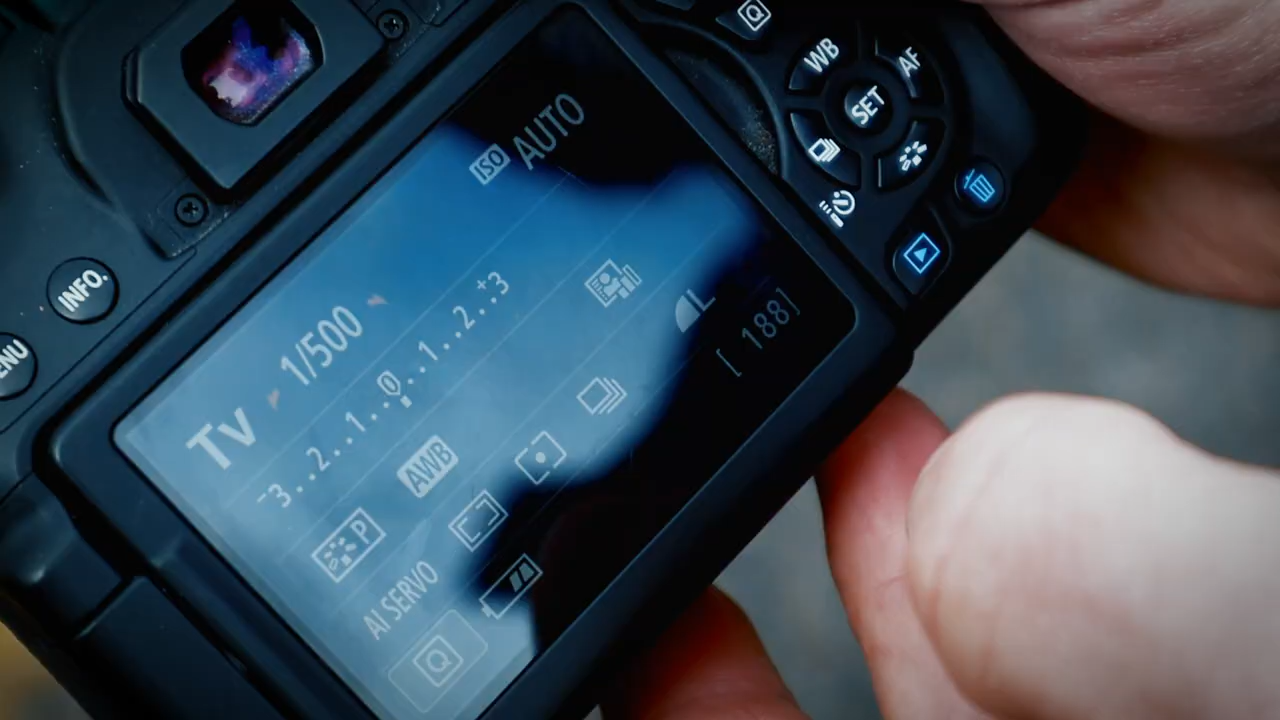 ISO AUTO
Tv 1/500
-3..2..1..0..1..2..+3
AWB
P
L
AI SERVO
[ 188]
Q
INFO.
ENU
Q
WB
AF
SET